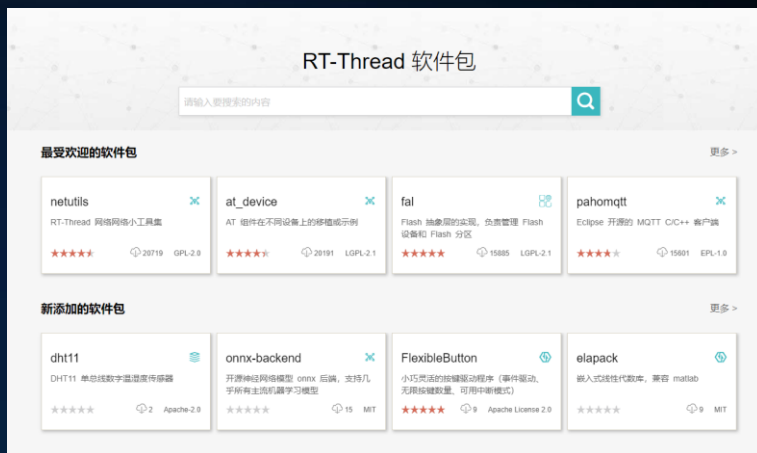 RT-Thread 软件包
请输入要搜索的内容
最受欢迎的软件包
更多 >
netutils
RT-Thread 网络网络小工具集
20719 GPL-2.0
at_device
AT 组件在不同设备上的移植或示例
20191 LGPL-2.1
fal
Flash 抽象层的实现，负责管理 Flash
设备和 Flash 分区
15885 LGPL-2.1
pahomqtt
Eclipse 开源的 MQTT C/C++ 客户端
15601 EPL-1.0
新添加的软件包
更多 >
dht11
DHT11 单总线数字温湿度传感器
2 Apache-2.0
onnx-backend
开源神经网络模型 onnx 后端，支持几
乎所有主流机器学习模型
15 MIT
FlexibleButton
小巧灵活的按键驱动程序（事件驱动，
无限按键数量，可用中断模式）
9 Apache License 2.0
elapack
嵌入式线性代数库，兼容 matlab
9 MIT